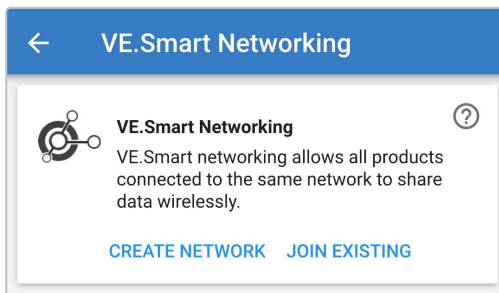 VE.Smart Networking
VE.Smart Networking
VE.Smart networking allows all products
connected to the same network to share
data wirelessly.
CREATE NETWORK JOIN EXISTING